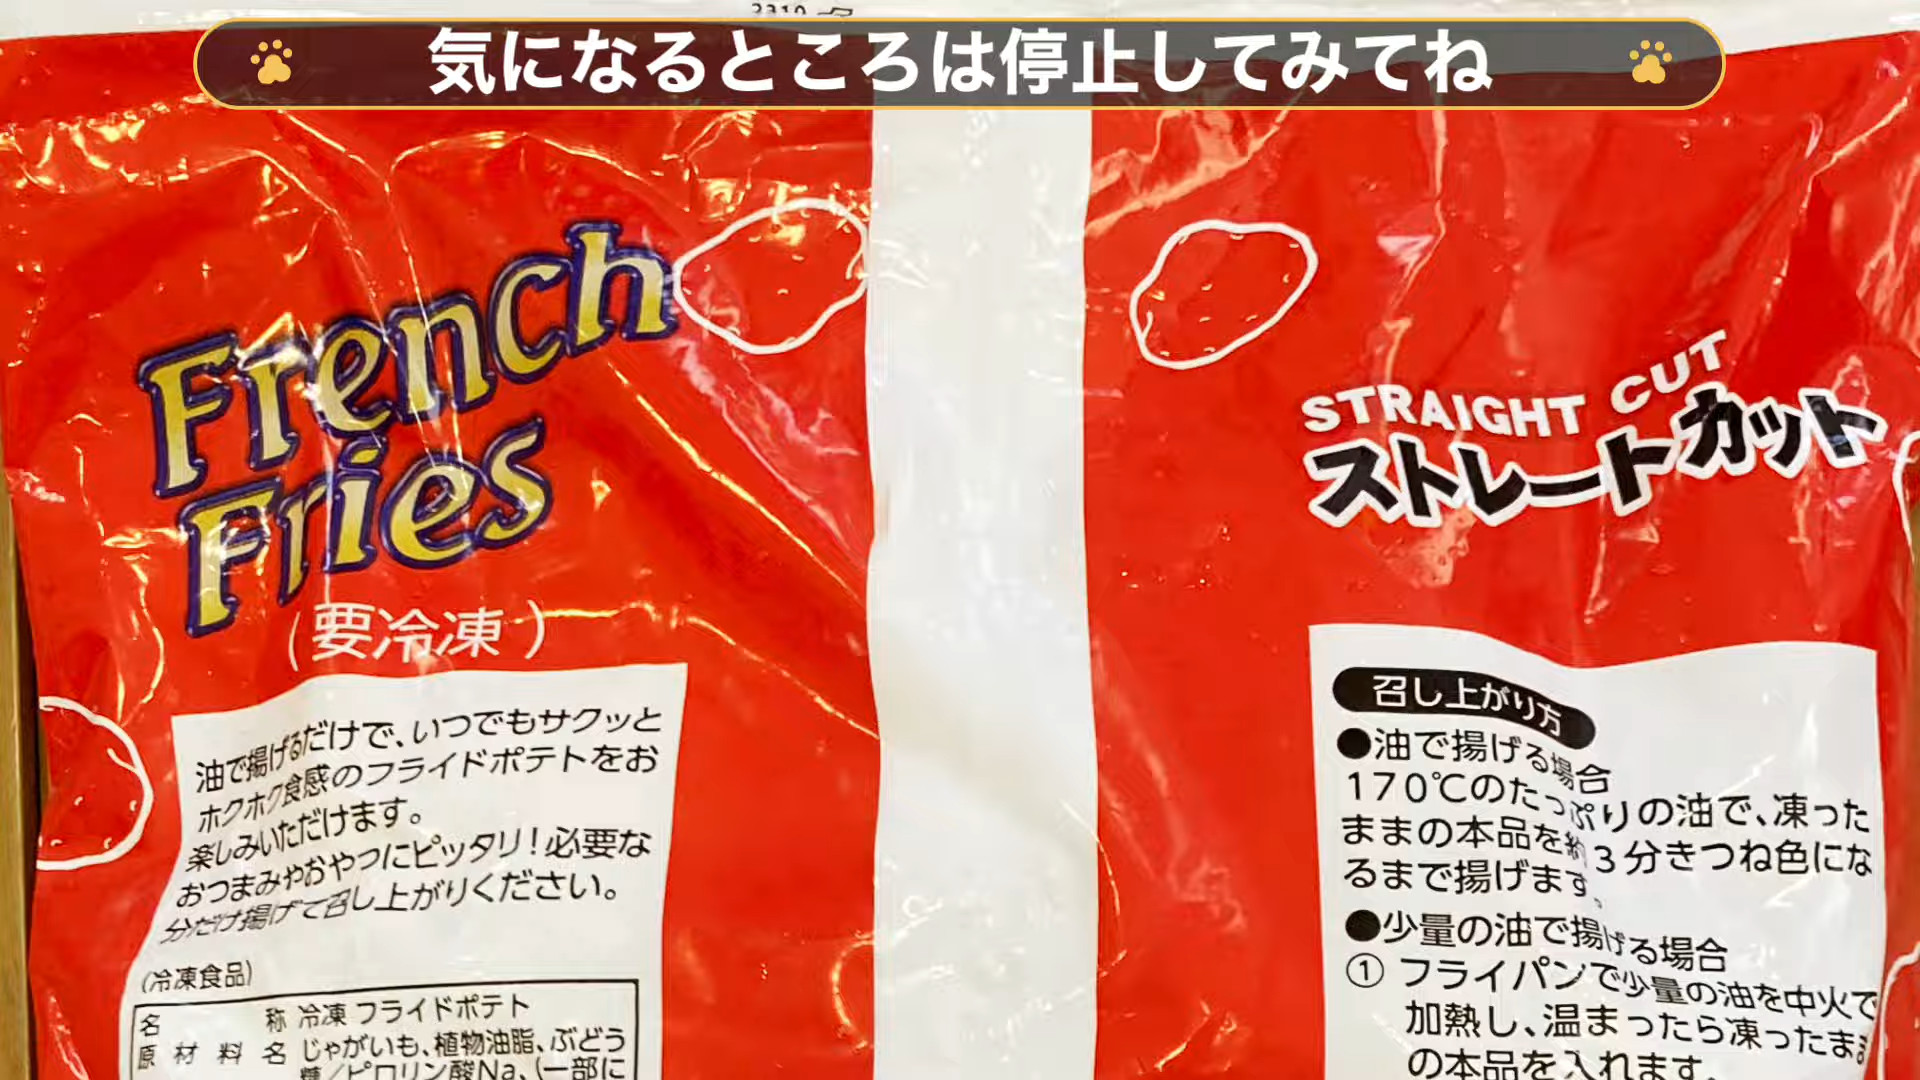 気になるところは停止してみてね
French
Fries
(要冷凍)
油で揚げるだけで、いつでもサクッと
ホクホク食感のフライドポテトをお
楽しみいただけます。
おつまみやおやつにピッタリ!必要な
分だけ揚げて召し上がりください。
(冷凍食品)
名称 冷凍フライドポテト
原材料名 じゃがいも、植物油脂、ぶどう
糖/ピロリン酸Na、(一部に
STRAIGHT CUT
ストレートカット
召し上がり方
●油で揚げる場合
170℃のたっぷりの油で、凍った
ままの本品を約3分きつね色にな
るまで揚げます。
●少量の油で揚げる場合
① フライパンで少量の油を中火で
加熱し、温まったら凍ったまま
の本品を入れます。